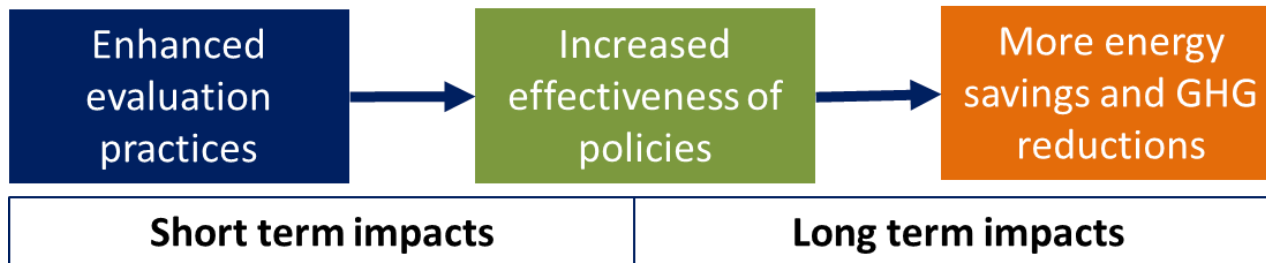 Enhanced
evaluation
practices
Increased
effectiveness of
policies
More energy
savings and GHG
reductions
Short term impacts
Long term impacts